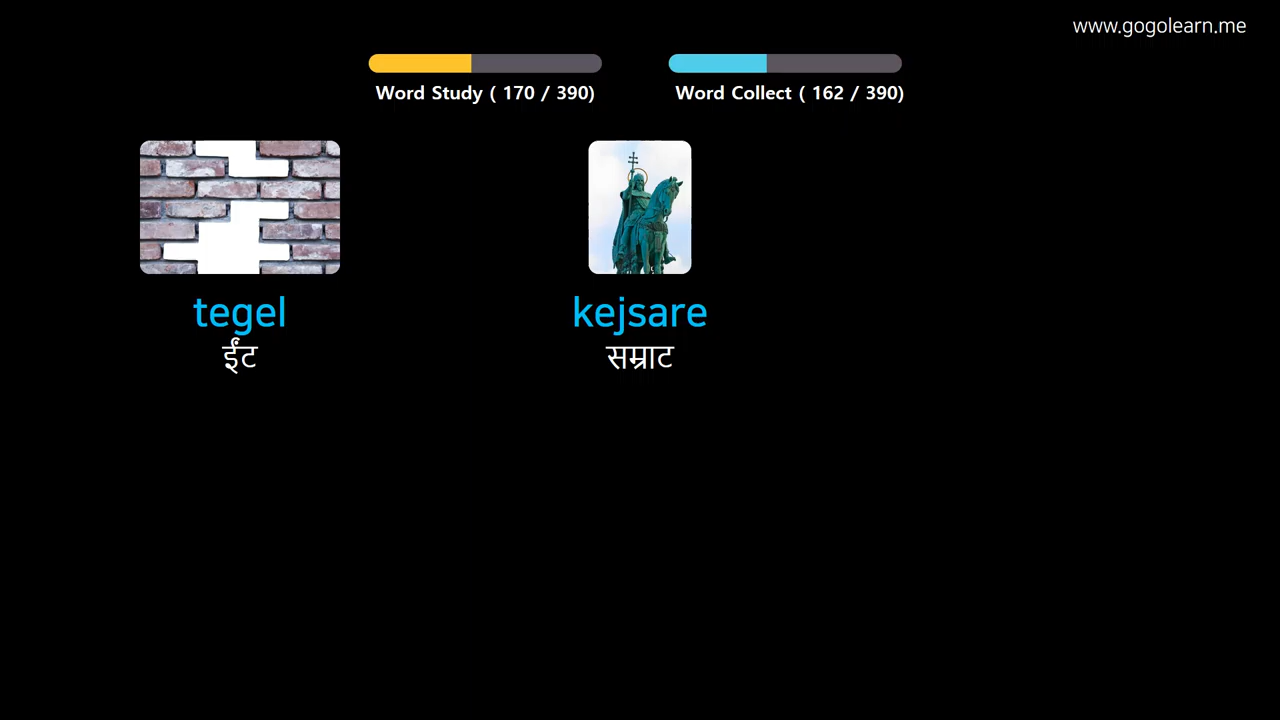 www.gogolearn.me
Word Study ( 170 / 390)
Word Collect ( 162 / 390)
tegel
ईंट
kejsare
सम्राट